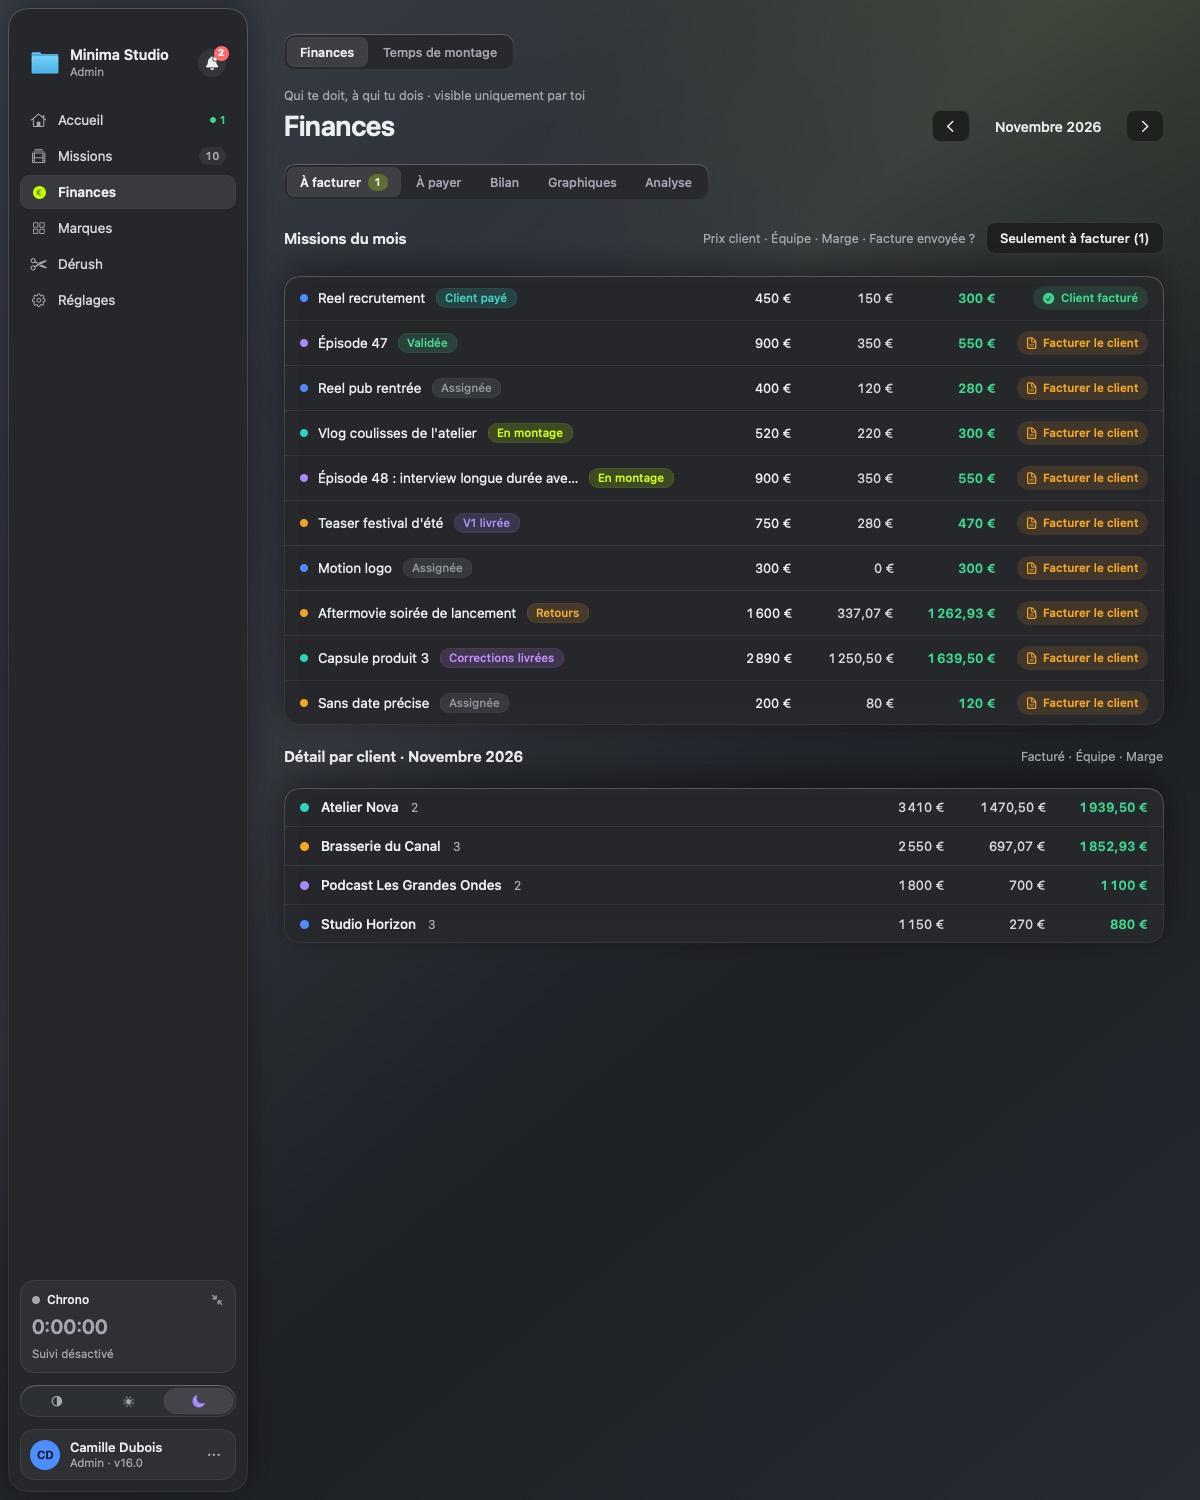 Minima Studio
Admin
2
Accueil 1
Missions 10
Finances
Marques
Dérush
Réglages
Chrono
0:00:00
Suivi désactivé
CD
Camille Dubois
Admin · v16.0
Finances Temps de montage
Qui te doit, à qui tu dois · visible uniquement par toi
Finances
Novembre 2026
À facturer 1 À payer Bilan Graphiques Analyse
Missions du mois Prix client · Équipe · Marge · Facture envoyée ? Seulement à facturer (1)
Reel recrutement Client payé 450 € 150 € 300 € Client facturé
Épisode 47 Validée 900 € 350 € 550 € Facturer le client
Reel pub rentrée Assignée 400 € 120 € 280 € Facturer le client
Vlog coulisses de l'atelier En montage 520 € 220 € 300 € Facturer le client
Épisode 48 : interview longue durée ave... En montage 900 € 350 € 550 € Facturer le client
Teaser festival d'été V1 livrée 750 € 280 € 470 € Facturer le client
Motion logo Assignée 300 € 0 € 300 € Facturer le client
Aftermovie soirée de lancement Retours 1 600 € 337,07 € 1 262,93 € Facturer le client
Capsule produit 3 Corrections livrées 2 890 € 1 250,50 € 1 639,50 € Facturer le client
Sans date précise Assignée 200 € 80 € 120 € Facturer le client
Détail par client · Novembre 2026 Facturé · Équipe · Marge
Atelier Nova 2 3 410 € 1 470,50 € 1 939,50 €
Brasserie du Canal 3 2 550 € 697,07 € 1 852,93 €
Podcast Les Grandes Ondes 2 1 800 € 700 € 1 100 €
Studio Horizon 3 1 150 € 270 € 880 €